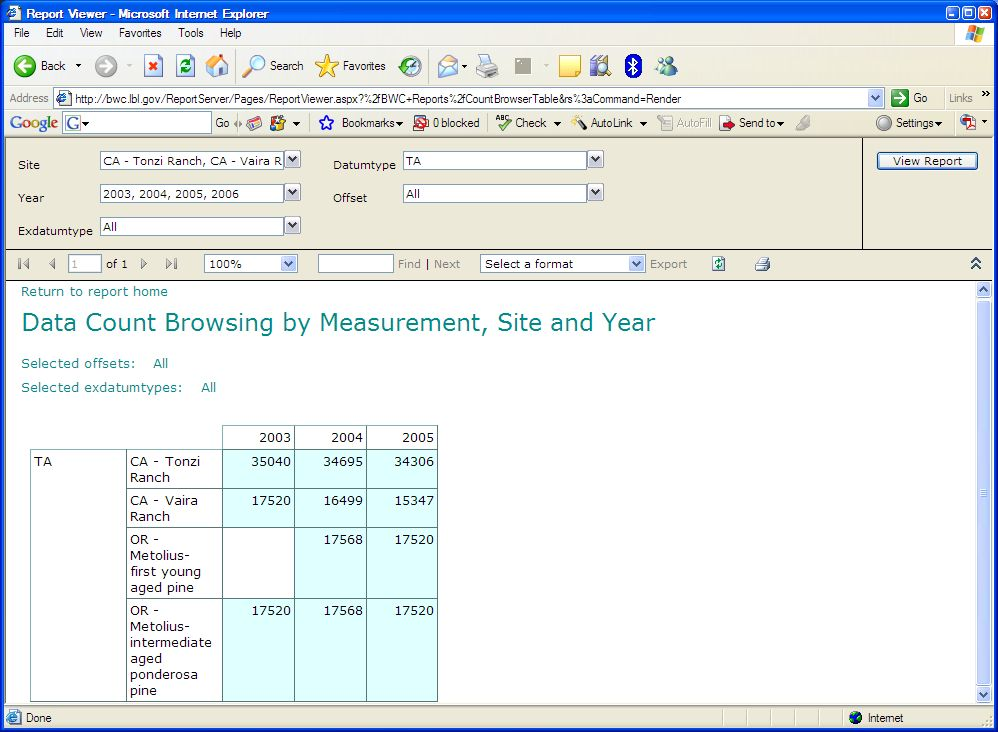 Report Viewer - Microsoft Internet Explorer
File Edit View Favorites Tools Help
Back Search Favorites
Address http://bwc.lbl.gov/ReportServer/Pages/ReportViewer.aspx?%2fBWC+Reports%2fCountBrowserTable&rs%3aCommand=Render Go Links »
Google G Go Bookmarks 0 blocked ABC Check AutoLink AutoFill Send to Settings
Site CA - Tonzi Ranch, CA - Vaira R Datumtype TA View Report
Year 2003, 2004, 2005, 2006 Offset All
Exdatumtype All
1 of 1 100% Find | Next Select a format Export
Return to report home
Data Count Browsing by Measurement, Site and Year
Selected offsets: All
Selected exdatumtypes: All
2003 2004 2005
TA CA - Tonzi 35040 34695 34306
Ranch
CA - Vaira 17520 16499 15347
Ranch
OR - 17568 17520
Metolius-
first young
aged pine
OR - 17520 17568 17520
Metolius-
intermediate
aged
ponderosa
pine
Done Internet